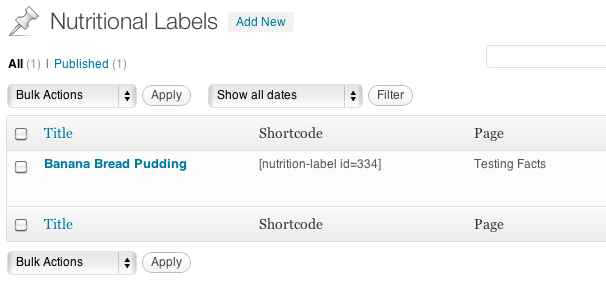 Nutritional Labels Add New
All (1) | Published (1)
Bulk Actions Apply Show all dates Filter
Title Shortcode Page
Banana Bread Pudding [nutrition-label id=334] Testing Facts
Title Shortcode Page
Bulk Actions Apply